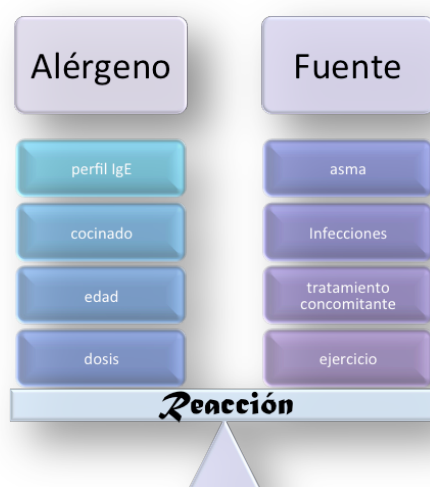 Alérgeno
Fuente
perfil IgE
cocinado
edad
dosis
asma
Infecciones
tratamiento
concomitante
ejercicio
Reacción